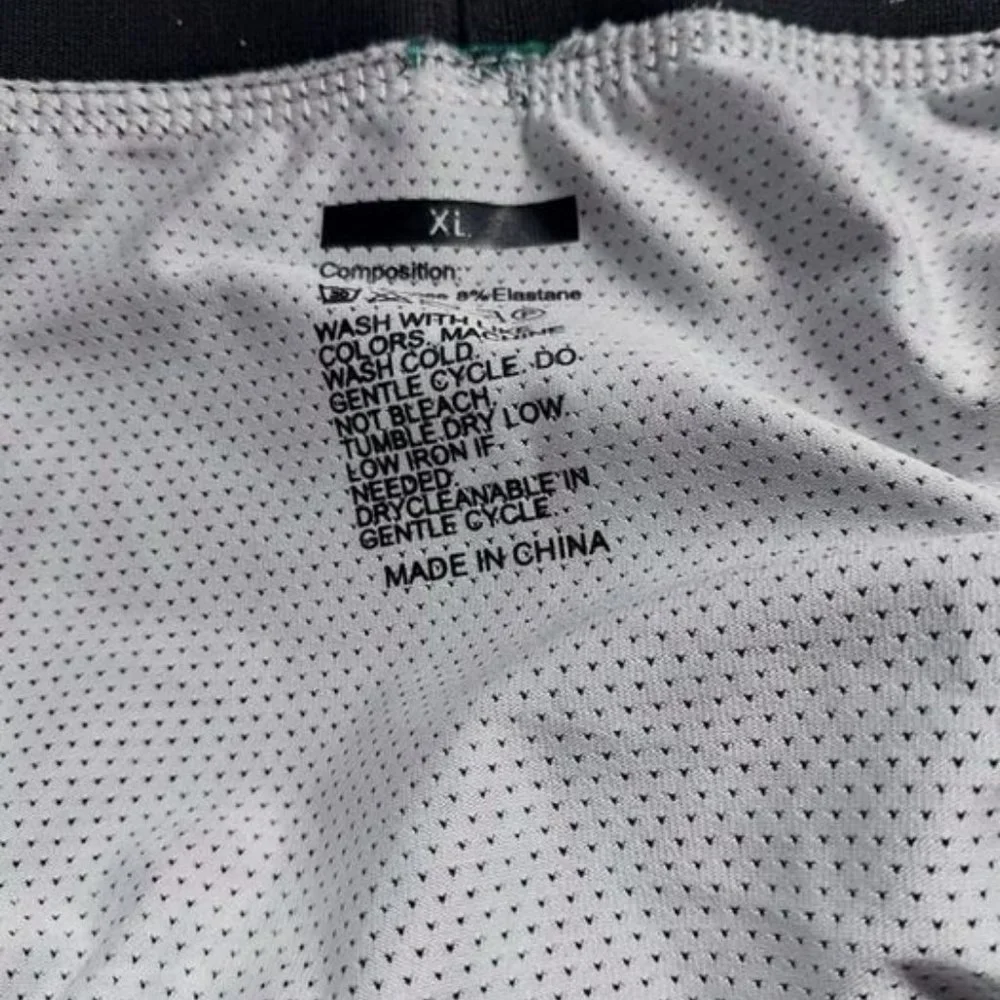 XL
Composition:
8% Elastane
WASH WITH
COLORS. MACHINE
WASH COLD.
GENTLE CYCLE. DO
NOT BLEACH.
TUMBLE DRY LOW.
LOW IRON IF
NEEDED.
DRYCLEANABLE IN
GENTLE CYCLE.
MADE IN CHINA